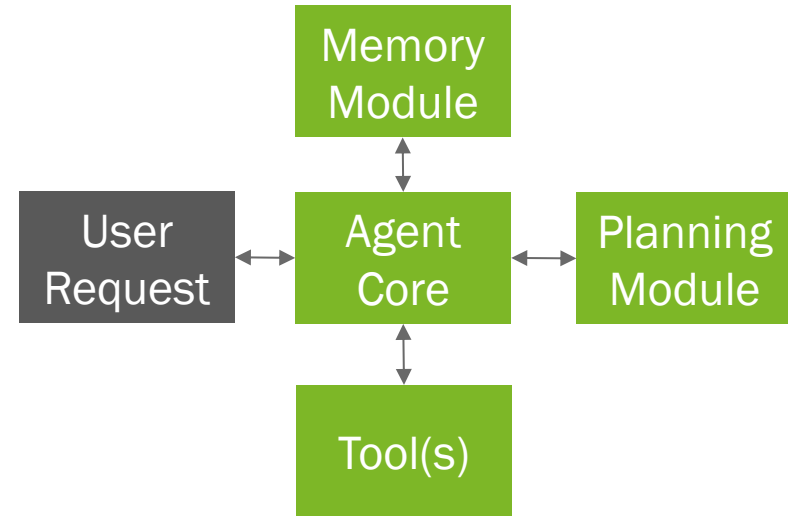 Memory
Module
User
Request
Agent
Core
Planning
Module
Tool(s)